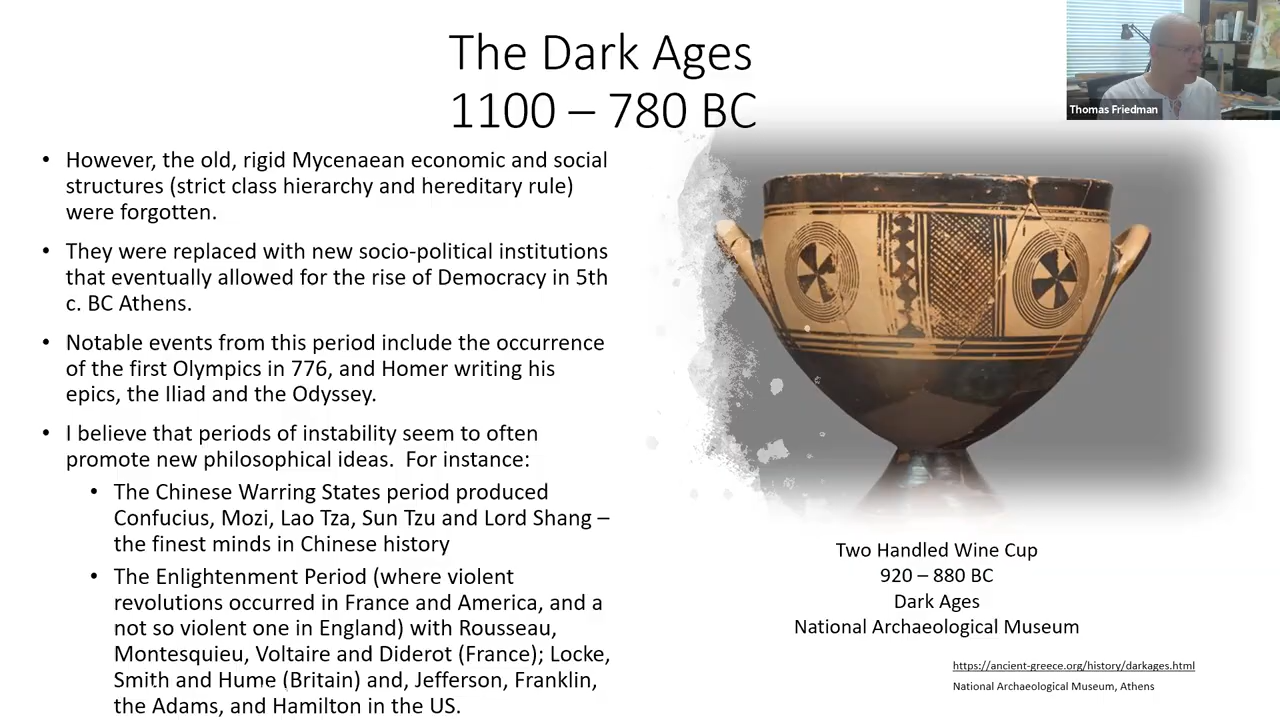 The Dark Ages
1100 – 780 BC
Thomas Friedman
• However, the old, rigid Mycenaean economic and social
structures (strict class hierarchy and hereditary rule)
were forgotten.
• They were replaced with new socio-political institutions
that eventually allowed for the rise of Democracy in 5th
c. BC Athens.
• Notable events from this period include the occurrence
of the first Olympics in 776, and Homer writing his
epics, the Iliad and the Odyssey.
• I believe that periods of instability seem to often
promote new philosophical ideas.  For instance:
• The Chinese Warring States period produced
Confucius, Mozi, Lao Tza, Sun Tzu and Lord Shang –
the finest minds in Chinese history
• The Enlightenment Period (where violent
revolutions occurred in France and America, and a
not so violent one in England) with Rousseau,
Montesquieu, Voltaire and Diderot (France); Locke,
Smith and Hume (Britain) and, Jefferson, Franklin,
the Adams, and Hamilton in the US.
Two Handled Wine Cup
920 – 880 BC
Dark Ages
National Archaeological Museum
https://ancient-greece.org/history/darkages.html
National Archaeological Museum, Athens